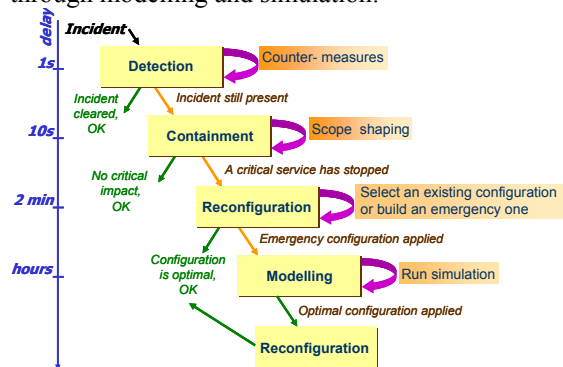 through modelling and simulation.
delay
Incident
1s
Detection
Counter- measures
Incident
cleared,
OK
Incident still present
10s
Containment
Scope shaping
No critical
impact,
OK
A critical service has stopped
2 min
Reconfiguration
Select an existing configuration
or build an emergency one
Emergency configuration applied
Configuration
is optimal,
OK
hours
Modelling
Run simulation
Optimal configuration applied
Reconfiguration